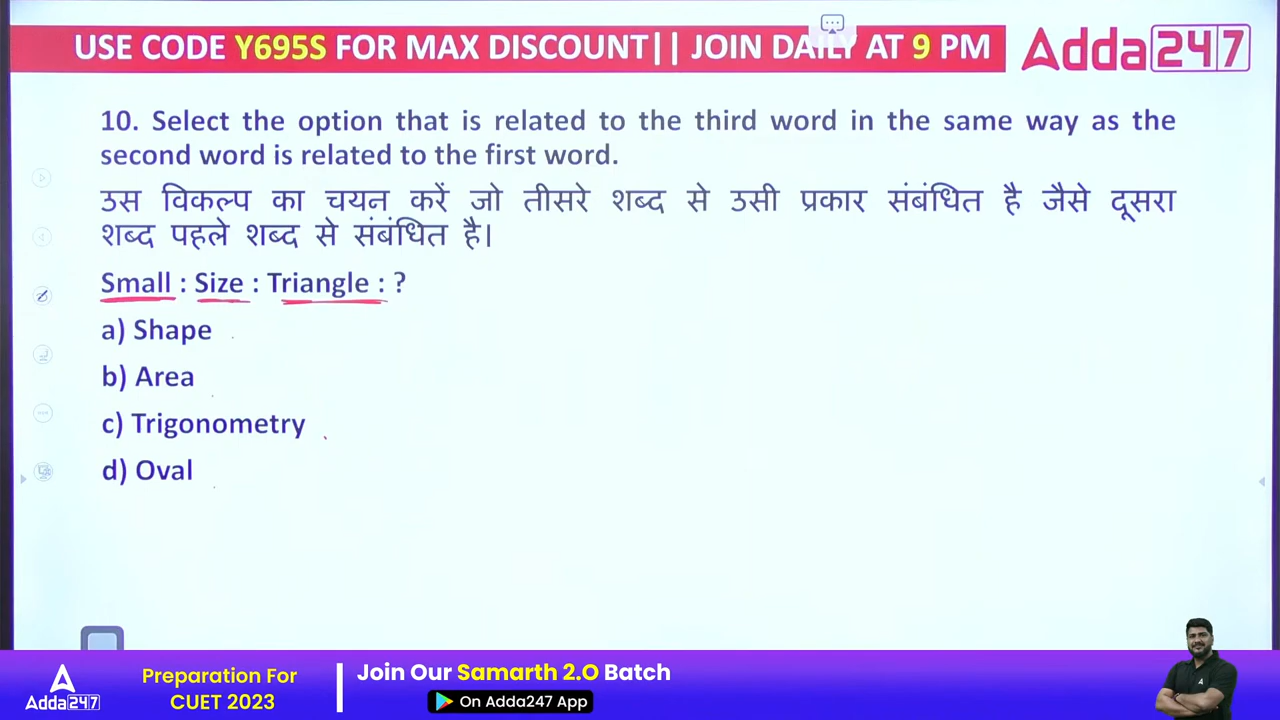 USE CODE Y695S FOR MAX DISCOUNT|| JOIN DAILY AT 9 PM
Adda247
10. Select the option that is related to the third word in the same way as the
second word is related to the first word.
उस विकल्प का चयन करें जो तीसरे शब्द से उसी प्रकार संबंधित है जैसे दूसरा
शब्द पहले शब्द से संबंधित है।
Small : Size : Triangle : ?
a) Shape
b) Area
c) Trigonometry
d) Oval
Adda247
Preparation For
CUET 2023
Join Our Samarth 2.O Batch
On Adda247 App